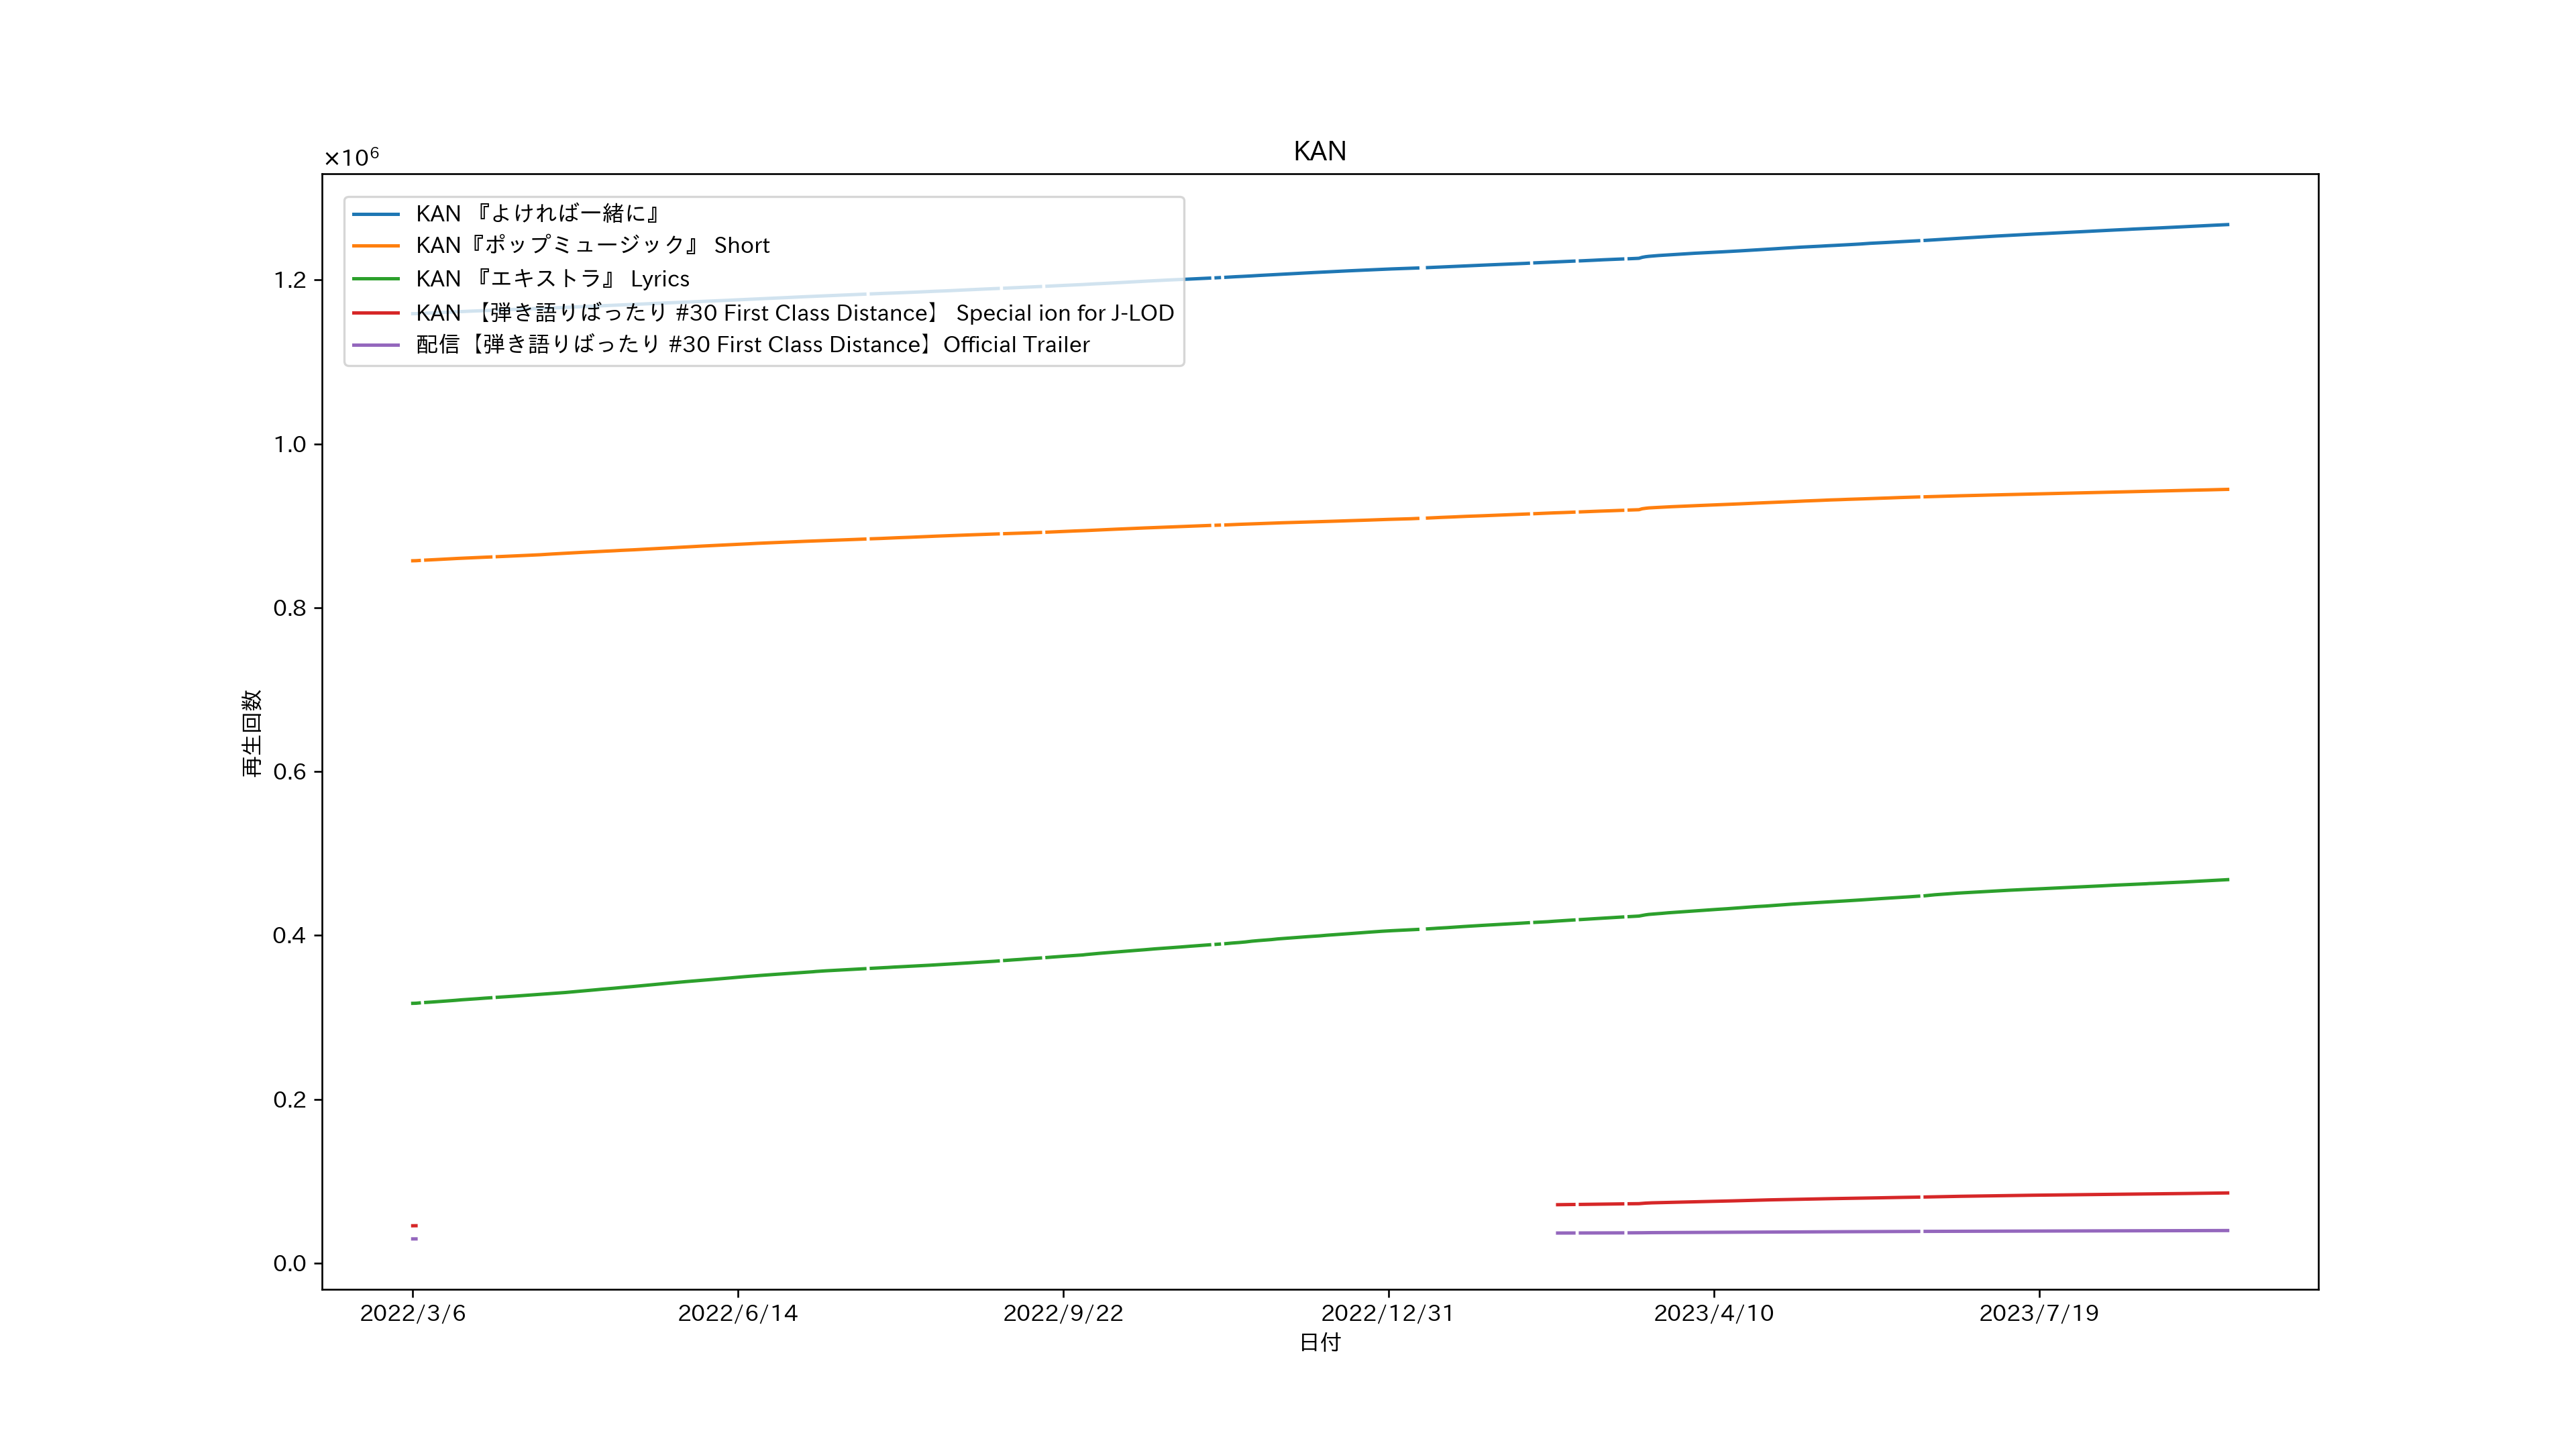 KAN
×10⁶
KAN 『よければ一緒に』
KAN『ポップミュージック』 Short
KAN 『エキストラ』 Lyrics
KAN 【弾き語りばったり #30 First Class Distance】 Special ion for J-LOD
配信【弾き語りばったり #30 First Class Distance】Official Trailer
1.2
1.0
0.8
0.6
0.4
0.2
0.0
再生回数
2022/3/6 2022/6/14 2022/9/22 2022/12/31 2023/4/10 2023/7/19
日付